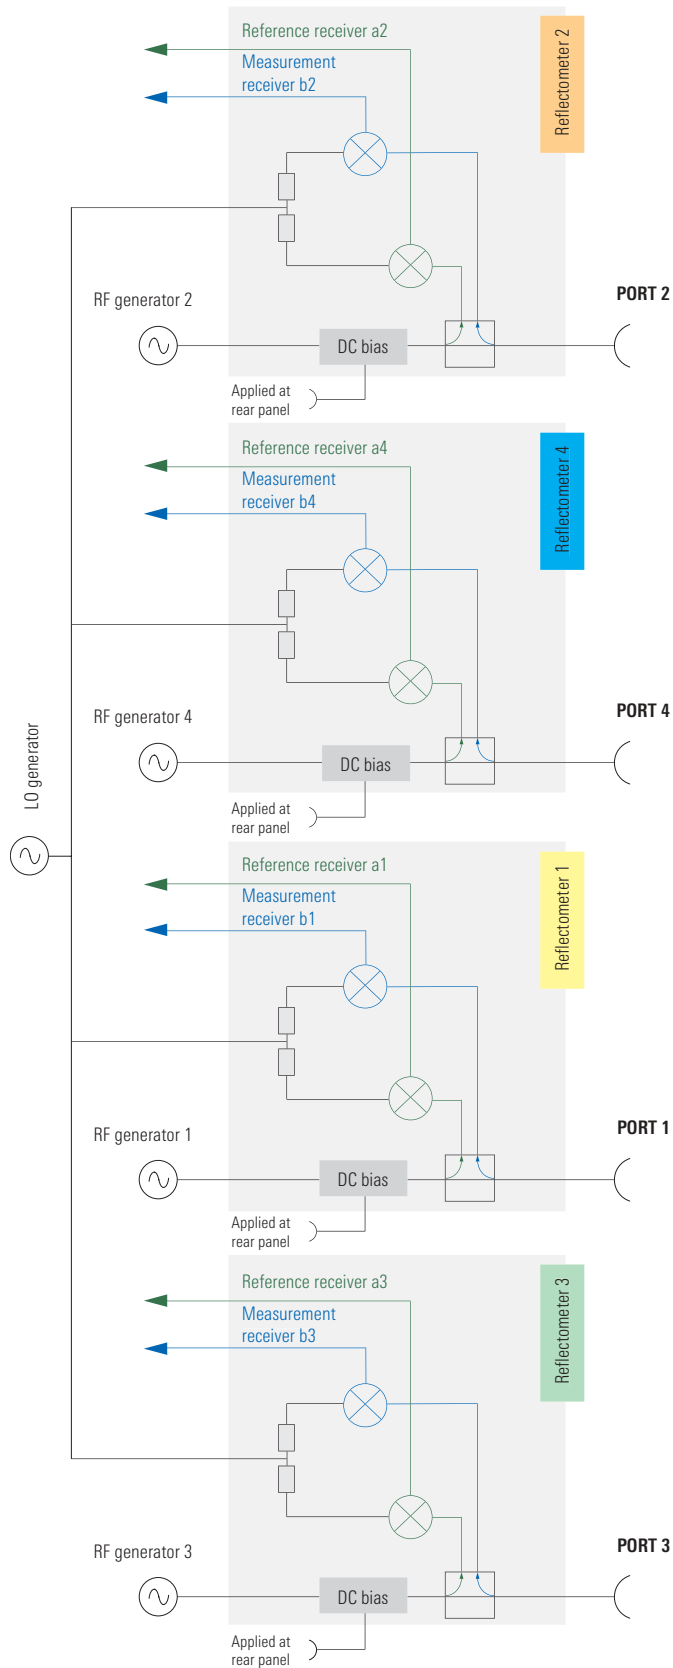 Reference receiver a2
Measurement
receiver b2
Reflectometer 2
RF generator 2
PORT 2
DC bias
Applied at
rear panel
Reference receiver a4
Measurement
receiver b4
Reflectometer 4
RF generator 4
PORT 4
DC bias
Applied at
rear panel
LO generator
Reference receiver a1
Measurement
receiver b1
Reflectometer 1
RF generator 1
PORT 1
DC bias
Applied at
rear panel
Reference receiver a3
Measurement
receiver b3
Reflectometer 3
RF generator 3
PORT 3
DC bias
Applied at
rear panel